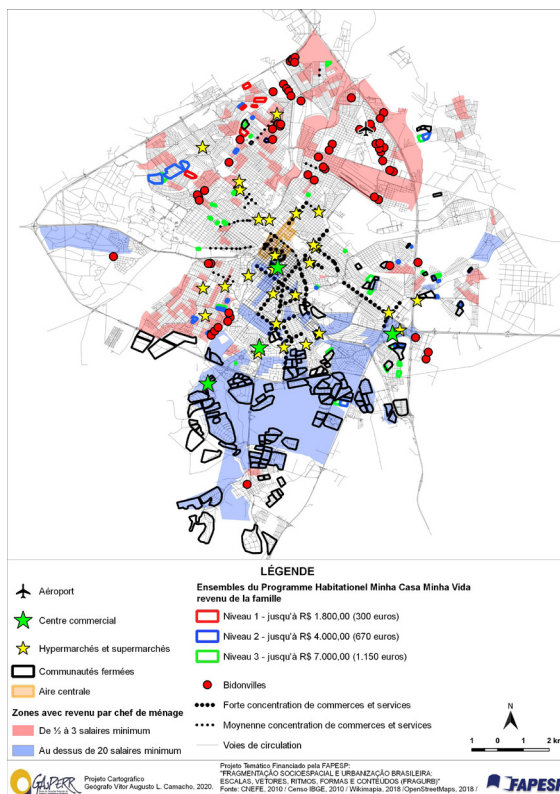 LÉGENDE
Aéroport
Centre commercial
Hypermarchés et supermarchés
Communautés fermées
Aire centrale
Zones avec revenu par chef de ménage
De ½ à 3 salaires minimum
Au dessus de 20 salaires minimum
Ensembles du Programme Habitationel Minha Casa Minha Vida
revenu de la famille
Niveau 1 - jusqu'à R$ 1.800,00 (300 euros)
Niveau 2 - jusqu'à R$ 4.000,00 (670 euros)
Niveau 3 - jusqu'à R$ 7.000,00 (1.150 euros)
Bidonvilles
Forte concentration de commerces et services
Moynenne concentration de commerces et services
Voies de circulation
N
1 0 1 2 km
GAsPERR
Projeto Cartográfico
Geógrafo Vitor Augusto L. Camacho, 2020.
Projeto Temático Financiado pela FAPESP:
"FRAGMENTAÇÃO SOCIOESPACIAL E URBANIZAÇÃO BRASILEIRA:
ESCALAS, VETORES, RITMOS, FORMAS E CONTEÚDOS (FRAGURB)"
Fonte: CNEFE, 2010 / Censo IBGE, 2010 / Wikimapia, 2018 /OpenStreetMaps, 2018 /
FAPESP